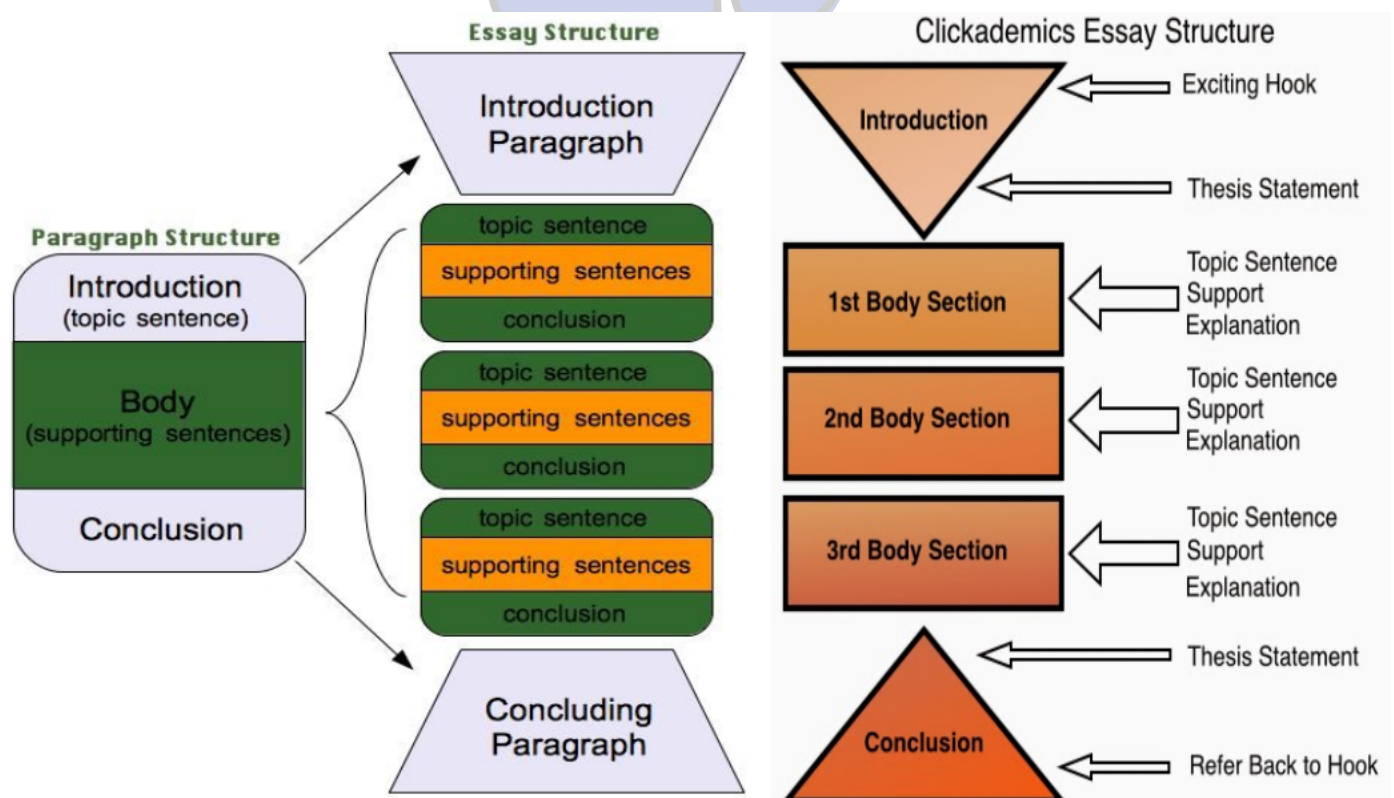 Essay Structure
Introduction
Paragraph
Paragraph Structure
Introduction
(topic sentence)
Body
(supporting sentences)
Conclusion
topic sentence
supporting sentences
conclusion
topic sentence
supporting sentences
conclusion
topic sentence
supporting sentences
conclusion
Concluding
Paragraph
Clickademics Essay Structure
Introduction
Exciting Hook
Thesis Statement
1st Body Section
Topic Sentence
Support
Explanation
2nd Body Section
Topic Sentence
Support
Explanation
3rd Body Section
Topic Sentence
Support
Explanation
Thesis Statement
Conclusion
Refer Back to Hook